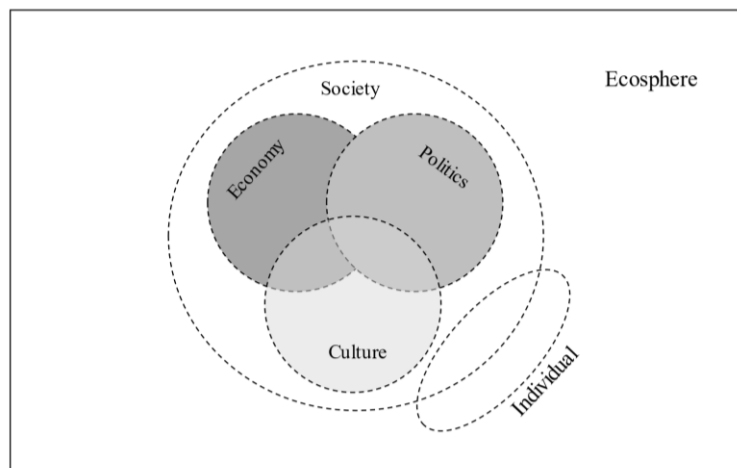 Society
Ecosphere
Economy
Politics
Culture
Individual